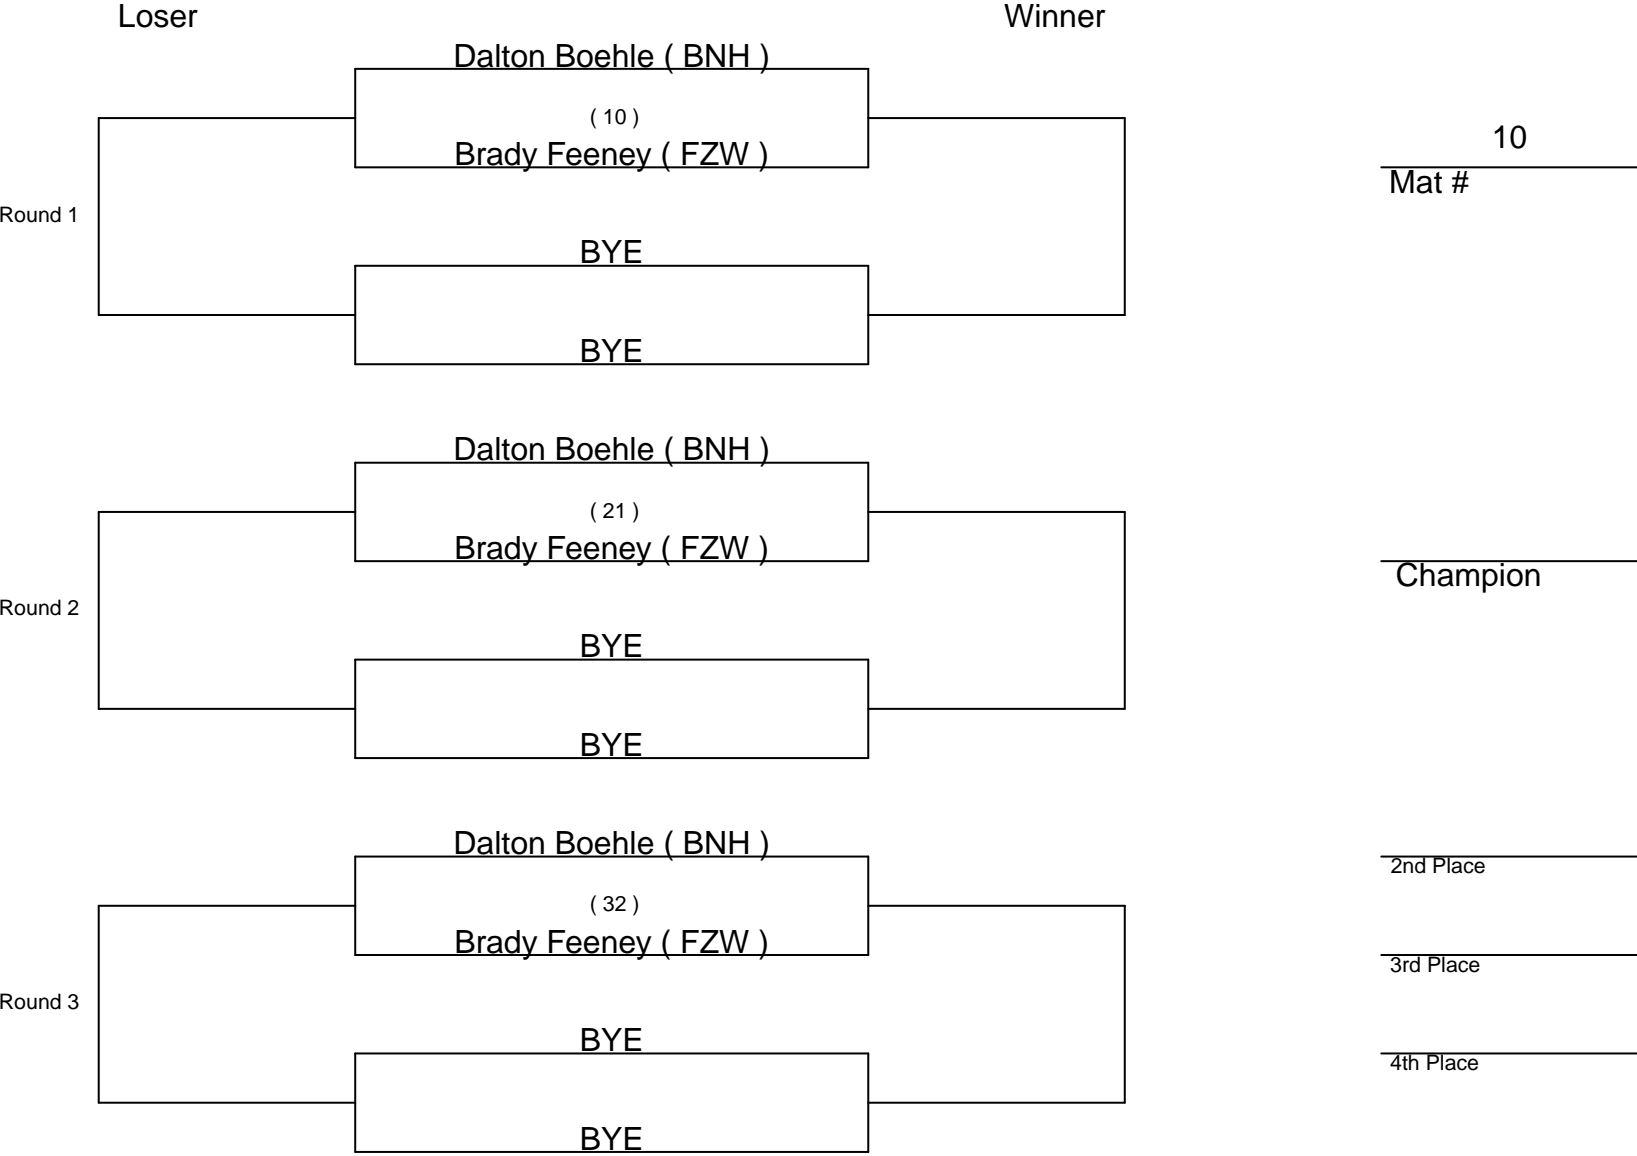 Loser
Winner
Dalton Boehle ( BNH )
( 10 )
Brady Feeney ( FZW )
10
Mat #
Round 1
BYE
BYE
Dalton Boehle ( BNH )
( 21 )
Brady Feeney ( FZW )
Champion
Round 2
BYE
BYE
Dalton Boehle ( BNH )
2nd Place
( 32 )
Brady Feeney ( FZW )
3rd Place
Round 3
BYE
4th Place
BYE